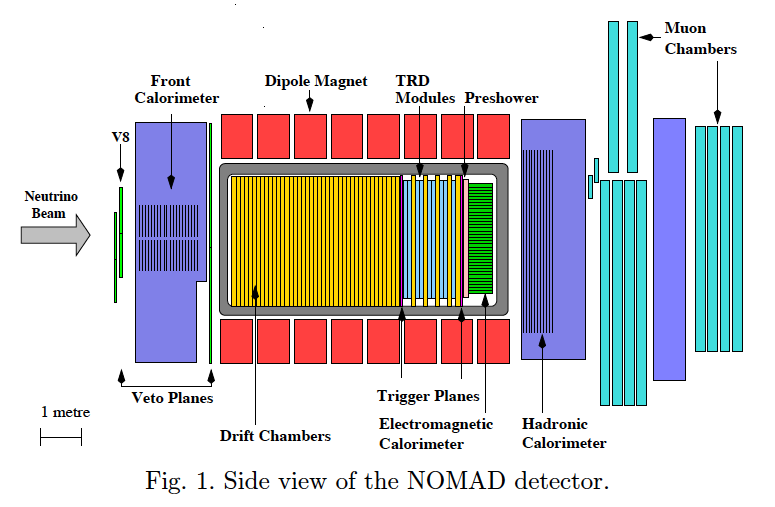 Muon
Chambers
Front
Calorimeter
Dipole Magnet
TRD
Modules
Preshower
V8
Neutrino
Beam
Veto Planes
Trigger Planes
1 metre
Drift Chambers
Electromagnetic
Calorimeter
Hadronic
Calorimeter
Fig. 1. Side view of the NOMAD detector.